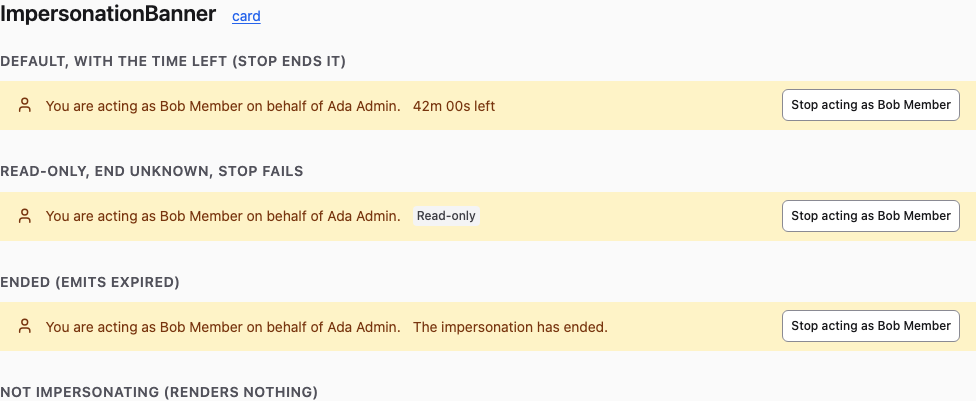 ImpersonationBanner card
DEFAULT, WITH THE TIME LEFT (STOP ENDS IT)
You are acting as Bob Member on behalf of Ada Admin. 42m 00s left Stop acting as Bob Member
READ-ONLY, END UNKNOWN, STOP FAILS
You are acting as Bob Member on behalf of Ada Admin. Read-only Stop acting as Bob Member
ENDED (EMITS EXPIRED)
You are acting as Bob Member on behalf of Ada Admin. The impersonation has ended. Stop acting as Bob Member
NOT IMPERSONATING (RENDERS NOTHING)